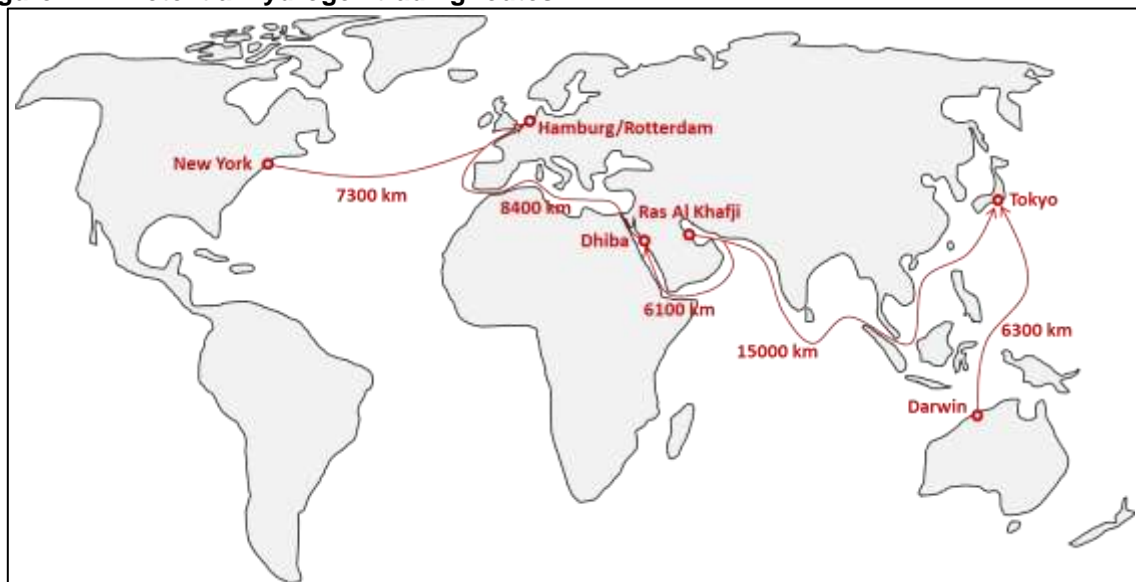 New York
7300 km
Hamburg/Rotterdam
8400 km
Ras Al Khafji
Dhiba
6100 km
15000 km
Tokyo
6300 km
Darwin